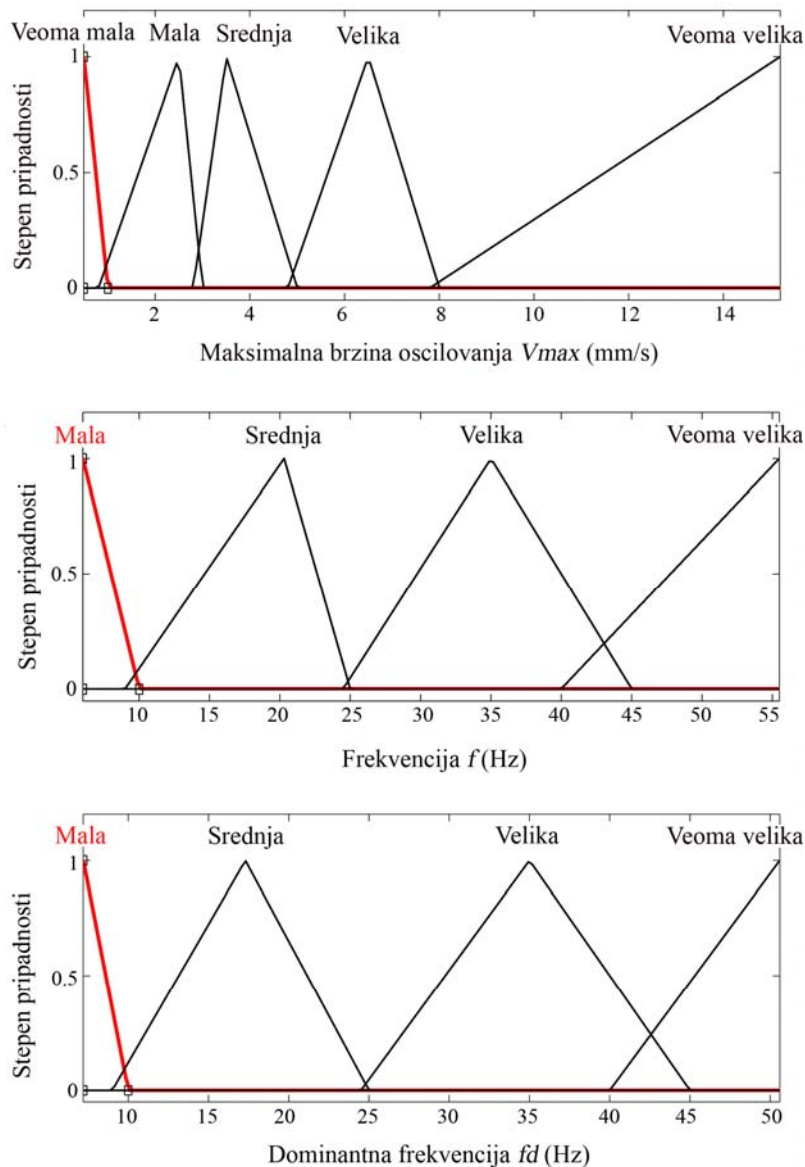 Veoma mala Mala Srednja Velika Veoma velika
1
0.5
0
Stepen pripadnosti
2 4 6 8 10 12 14
Maksimalna brzina oscilovanja Vmax (mm/s)
Mala Srednja Velika Veoma velika
1
0.5
0
Stepen pripadnosti
10 15 20 25 30 35 40 45 50 55
Frekvencija f (Hz)
Mala Srednja Velika Veoma velika
1
0.5
0
Stepen pripadnosti
10 15 20 25 30 35 40 45 50
Dominantna frekvencija fd (Hz)